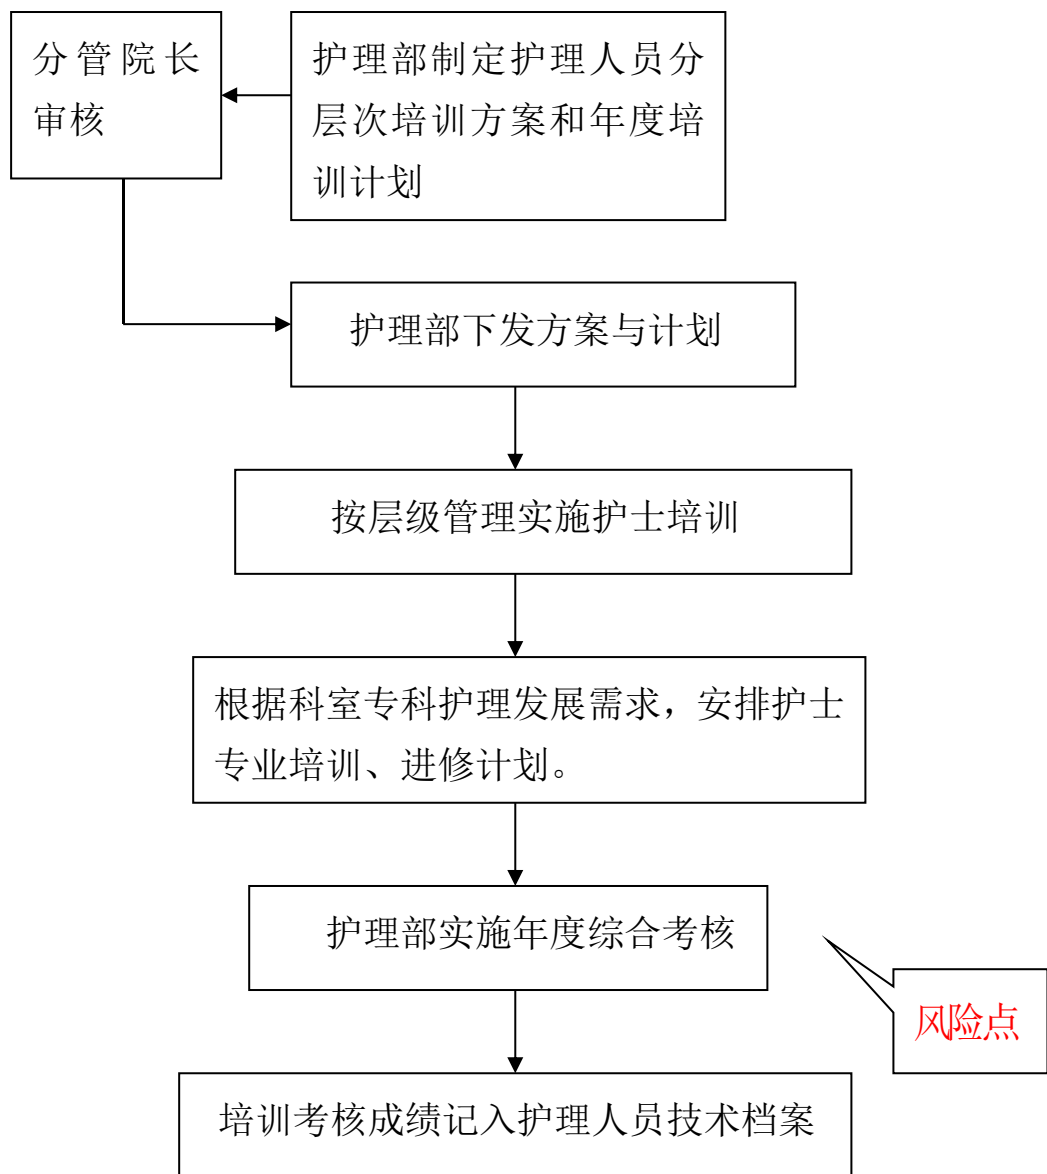 分管院长
审核
护理部制定护理人员分
层次培训方案和年度培
训计划
护理部下发方案与计划
按层级管理实施护士培训
根据科室专科护理发展需求，安排护士
专业培训、进修计划。
护理部实施年度综合考核
风险点
培训考核成绩记入护理人员技术档案